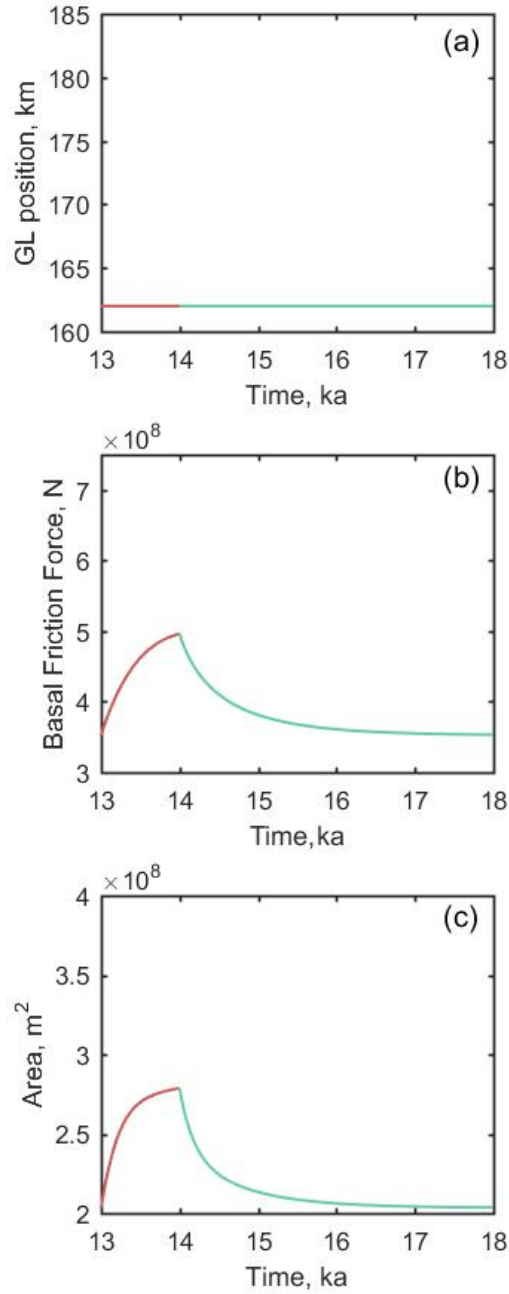 (a)
185
180
175
170
165
160
GL position, km
13 14 15 16 17 18
Time, ka
× 10^8
(b)
7
6
5
4
3
Basal Friction Force, N
13 14 15 16 17 18
Time,ka
× 10^8
(c)
4
3.5
3
2.5
2
Area, m^2
13 14 15 16 17 18
Time, ka